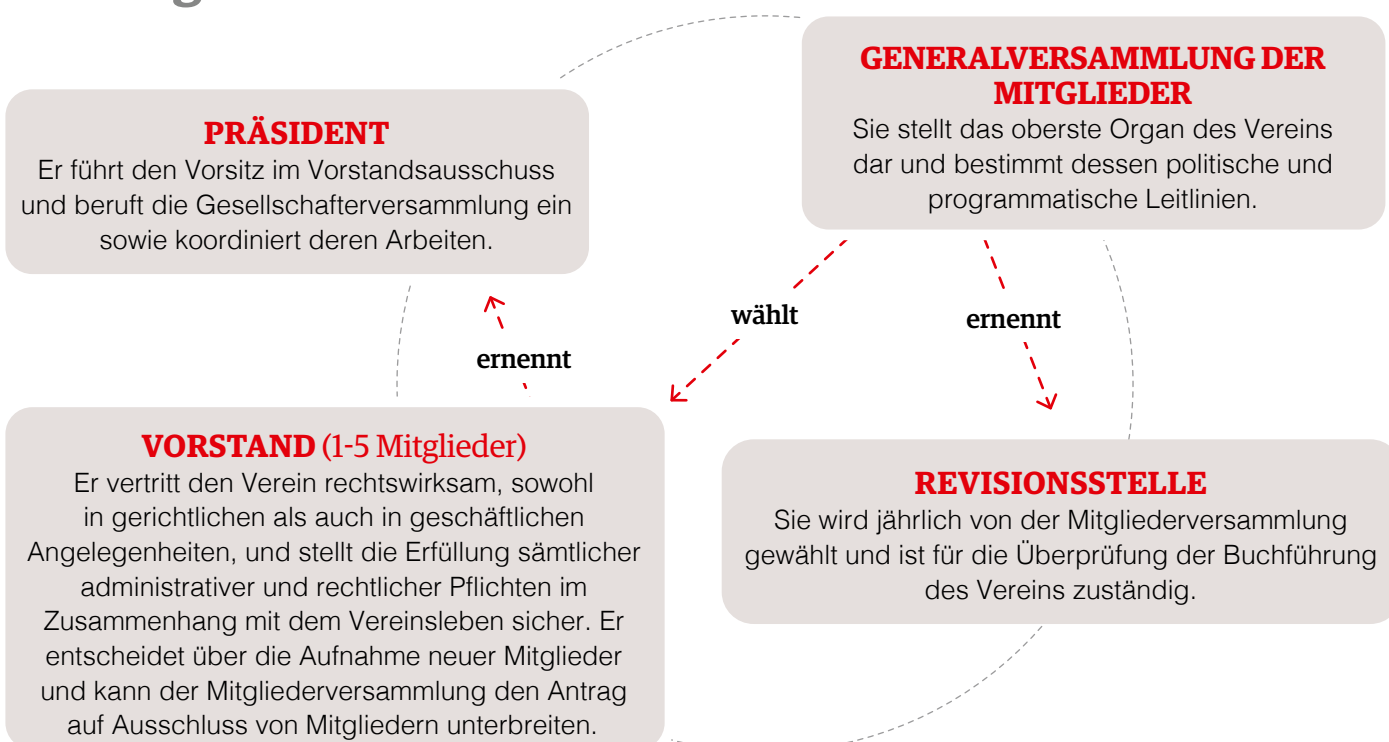 PRÄSIDENT
Er führt den Vorsitz im Vorstandsausschuss
und beruft die Gesellschafterversammlung ein
sowie koordiniert deren Arbeiten.
GENERALVERSAMMLUNG DER
MITGLIEDER
Sie stellt das oberste Organ des Vereins
dar und bestimmt dessen politische und
programmatische Leitlinien.
wählt
ernennt
ernennt
VORSTAND (1-5 Mitglieder)
Er vertritt den Verein rechtswirksam, sowohl
in gerichtlichen als auch in geschäftlichen
Angelegenheiten, und stellt die Erfüllung sämtlicher
administrativer und rechtlicher Pflichten im
Zusammenhang mit dem Vereinsleben sicher. Er
entscheidet über die Aufnahme neuer Mitglieder
und kann der Mitgliederversammlung den Antrag
auf Ausschluss von Mitgliedern unterbreiten.
REVISIONSSTELLE
Sie wird jährlich von der Mitgliederversammlung
gewählt und ist für die Überprüfung der Buchführung
des Vereins zuständig.